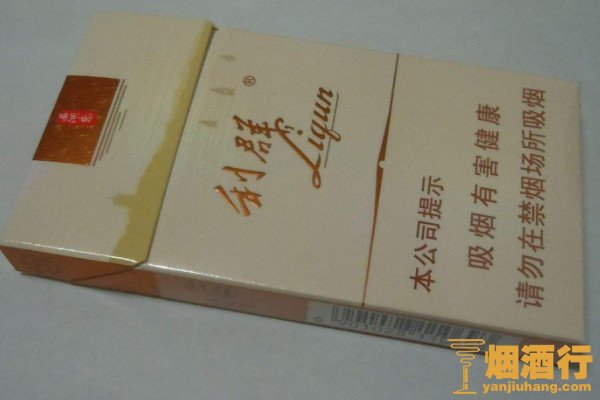 利群
®
Liqun
本公司提示
吸烟有害健康
请勿在禁烟场所吸烟
烟酒行
yanjiuhang.com